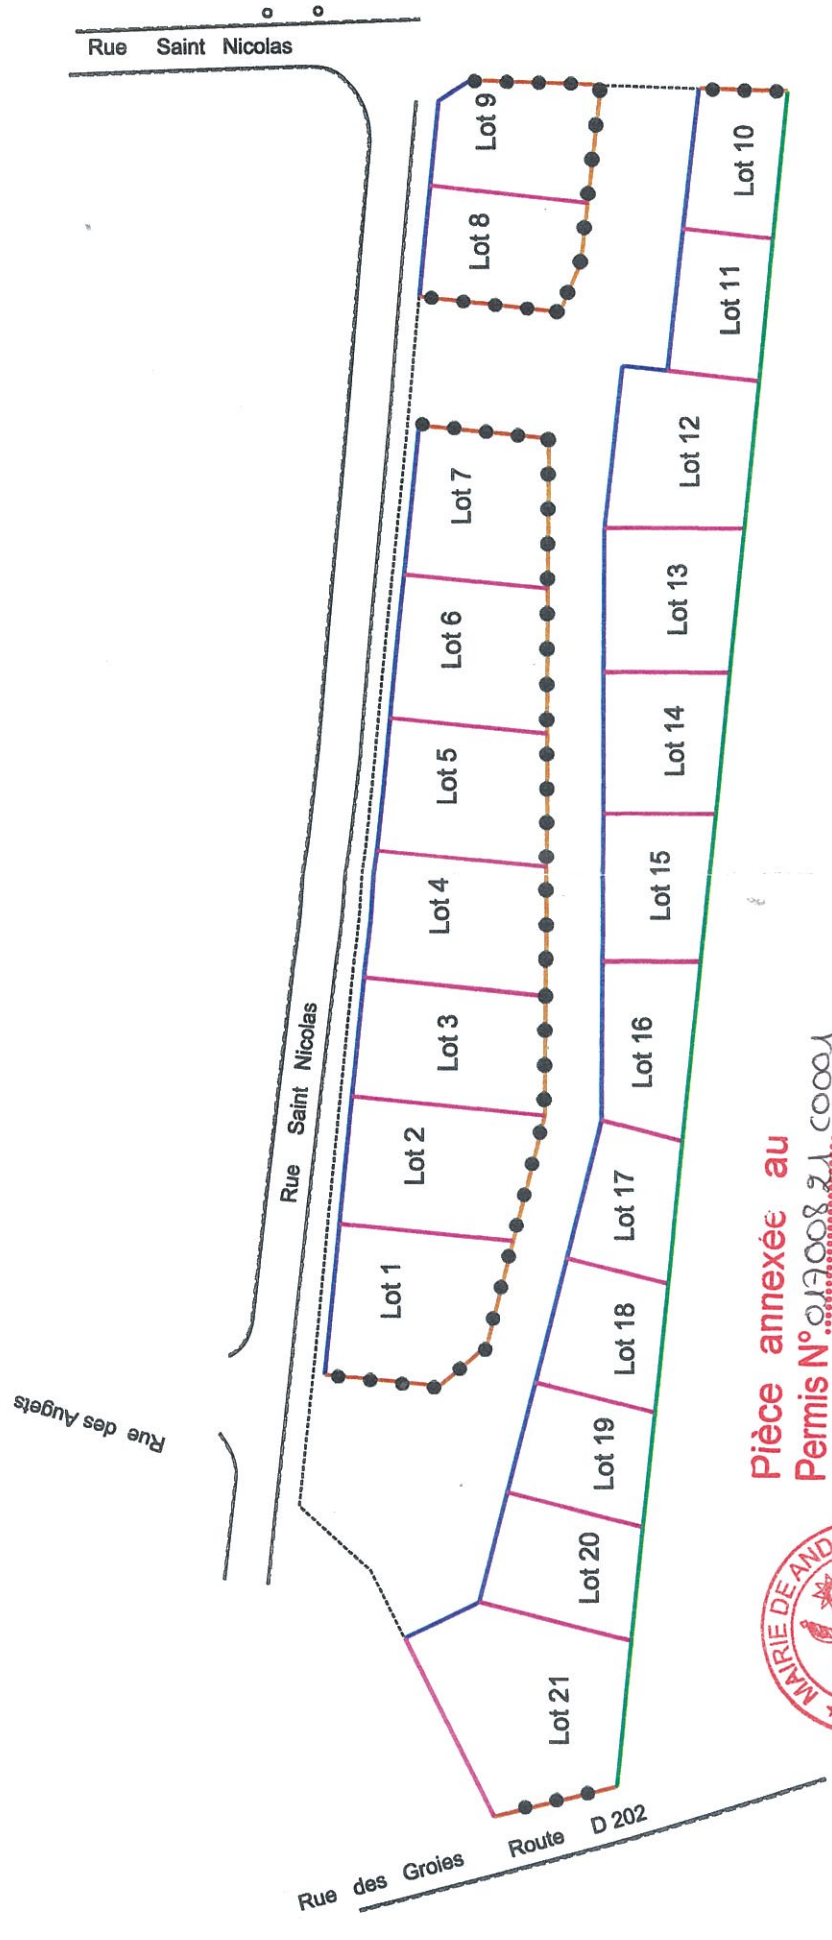 Rue Saint Nicolas
Lot 9
Lot 8
Lot 10
Lot 11
Lot 7
Lot 12
Lot 6
Lot 13
Lot 5
Lot 14
Lot 4
Lot 15
Rue Saint Nicolas
Lot 3
Lot 16
Lot 2
Lot 17
Lot 1
Lot 18
Rue des Augets
Lot 19
Lot 20
Lot 21
Rue des Groies Route D 202
Pièce annexée au
Permis N° 01700821C0001
MAIRIE DE AND